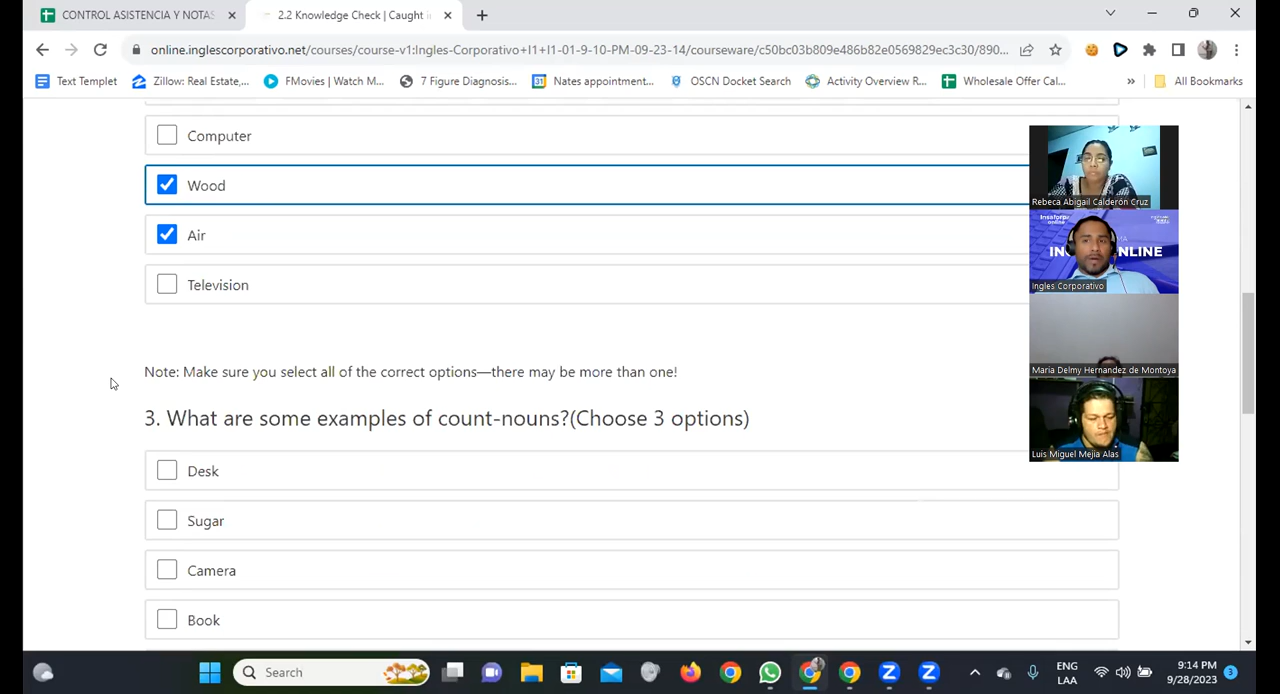 CONTROL ASISTENCIA Y NOTAS
2.2 Knowledge Check | Caught i
online.inglescorporativo.net/courses/course-v1:Ingles-Corporativo+I1+I1-01-9-10-PM-09-23-14/courseware/c50bc03b809e486b82e0569829ec3c30/890...
Text Templet
Zillow: Real Estate,...
FMovies | Watch M...
7 Figure Diagnosis...
Nates appointment...
OSCN Docket Search
Activity Overview R...
Wholesale Offer Cal...
»
All Bookmarks
Computer
Wood
Air
Television
Rebeca Abigail Calderón Cruz
Ingles Corporativo
Maria Delmy Hernandez de Montoya
Luis Miguel Mejia Alas
Note: Make sure you select all of the correct options—there may be more than one!
3. What are some examples of count-nouns?(Choose 3 options)
Desk
Sugar
Camera
Book
Search
ENG
LAA
9:14 PM
9/28/2023
3